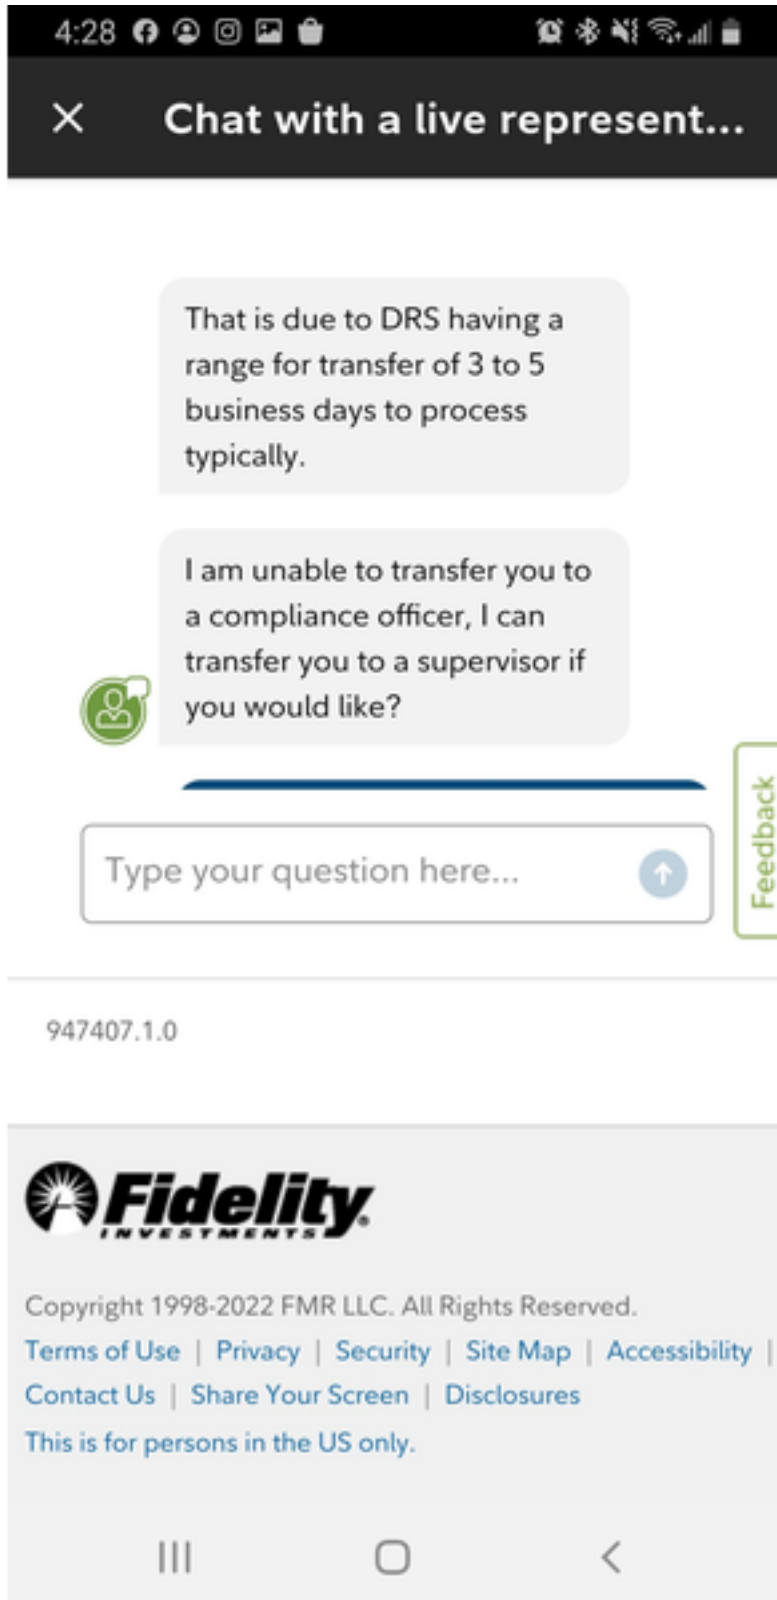 4:28
Chat with a live represent...
That is due to DRS having a
range for transfer of 3 to 5
business days to process
typically.
I am unable to transfer you to
a compliance officer, I can
transfer you to a supervisor if
you would like?
Feedback
Type your question here...
947407.1.0
Fidelity
INVESTMENTS
Copyright 1998-2022 FMR LLC. All Rights Reserved.
Terms of Use | Privacy | Security | Site Map | Accessibility |
Contact Us | Share Your Screen | Disclosures
This is for persons in the US only.